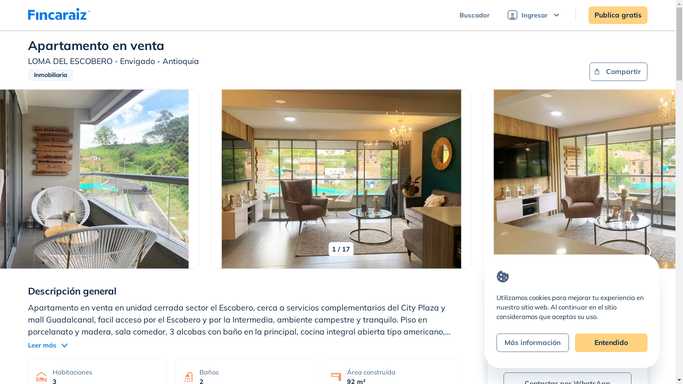 Fincaraiz
Buscador
Ingresar
Publica gratis
Apartamento en venta
LOMA DEL ESCOBERO - Envigado - Antioquia
Inmobiliaria
Compartir
1 / 17
Descripción general
Apartamento en venta en unidad cerrada sector el Escobero, cerca a servicios complementarios del City Plaza y
mall Guadalcanal, facil acceso por el Escobero y por la Intermedia, ambiente campestre y tranquilo. Piso en
porcelanato y madera, sala comedor, 3 alcobas con baño en la principal, cocina integral abierta tipo americano,...
Leer más
Habitaciones
3
Baños
2
Área construida
92 m²
Utilizamos cookies para mejorar tu experiencia en
nuestro sitio web. Al continuar en el sitio
consideramos que aceptas su uso.
Más información
Entendido
Contactar por WhatsApp